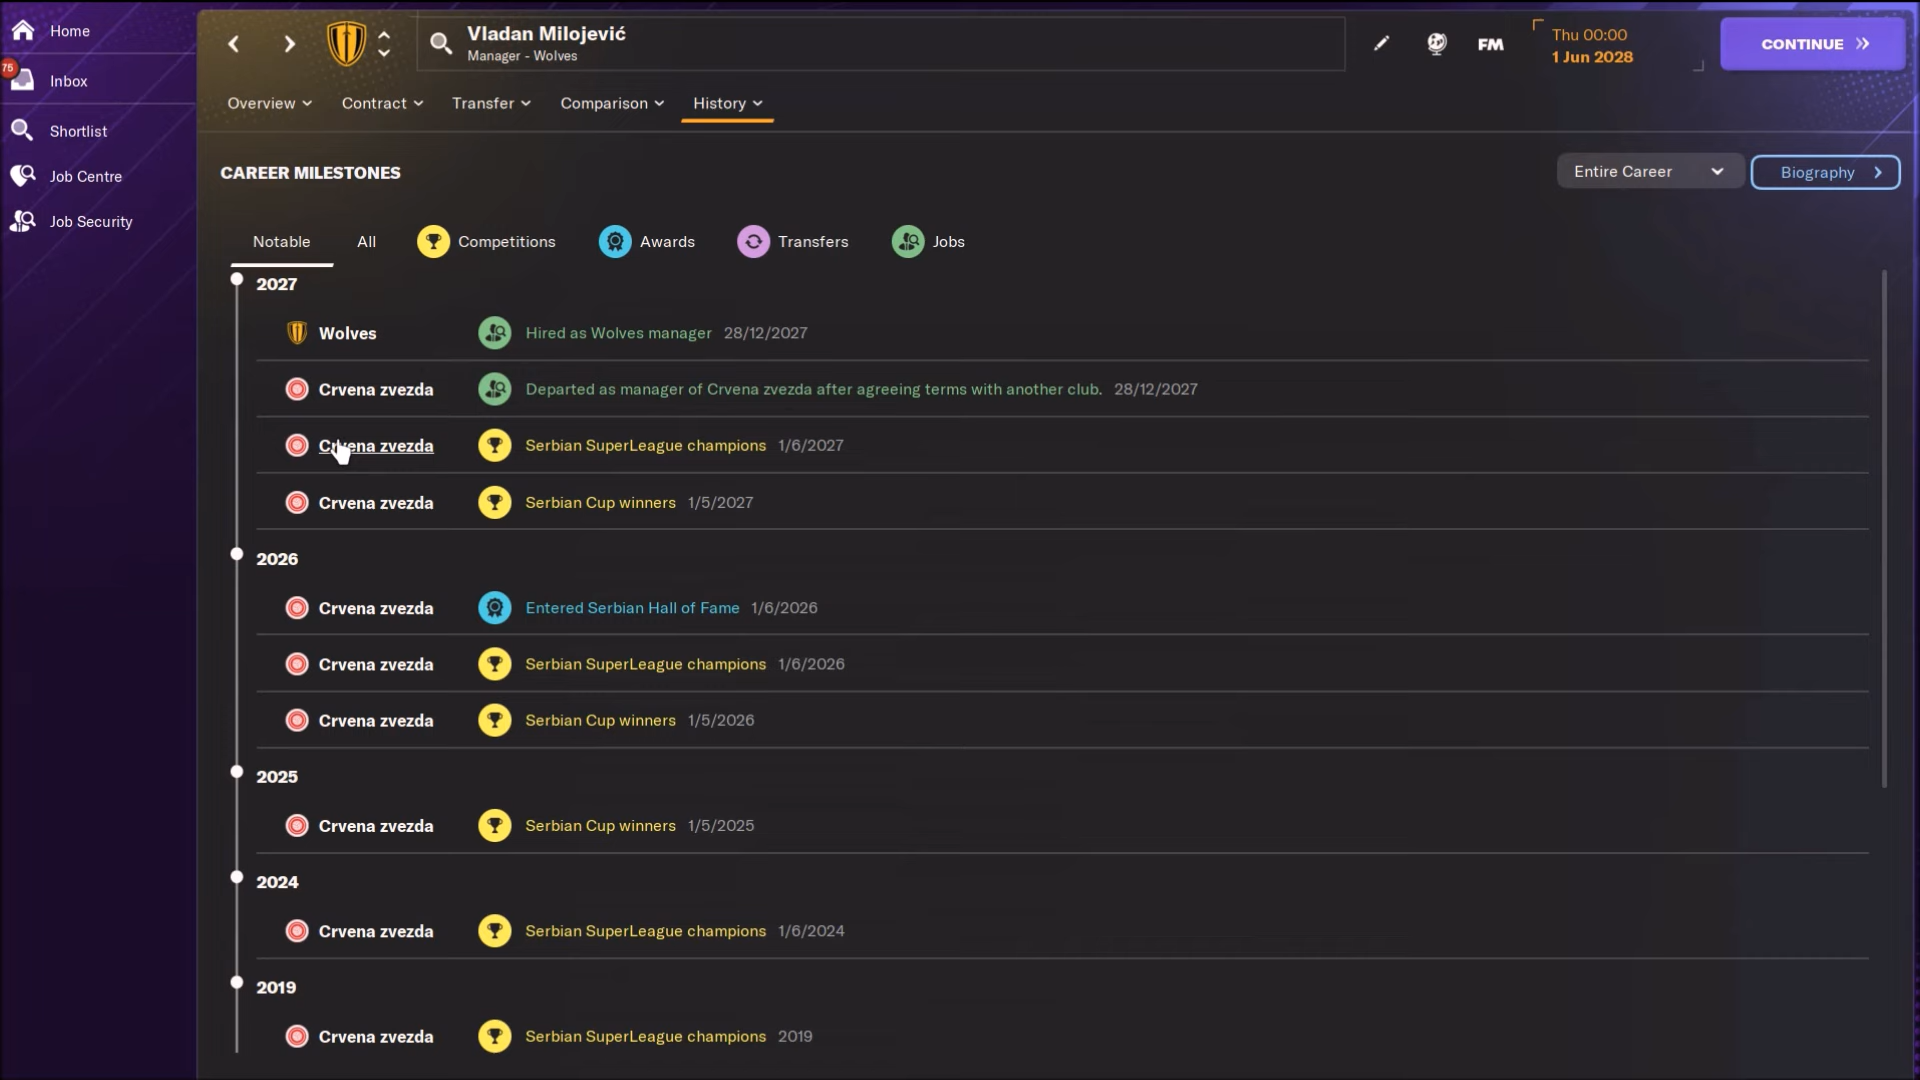 Home
75
Inbox
Shortlist
Job Centre
Job Security
Vladan Milojević
Manager - Wolves
FM
Thu 00:00
1 Jun 2028
CONTINUE
Overview
Contract
Transfer
Comparison
History
CAREER MILESTONES
Entire Career
Biography
Notable
All
Competitions
Awards
Transfers
Jobs
2027
Wolves Hired as Wolves manager 28/12/2027
Crvena zvezda Departed as manager of Crvena zvezda after agreeing terms with another club. 28/12/2027
Crvena zvezda Serbian SuperLeague champions 1/6/2027
Crvena zvezda Serbian Cup winners 1/5/2027
2026
Crvena zvezda Entered Serbian Hall of Fame 1/6/2026
Crvena zvezda Serbian SuperLeague champions 1/6/2026
Crvena zvezda Serbian Cup winners 1/5/2026
2025
Crvena zvezda Serbian Cup winners 1/5/2025
2024
Crvena zvezda Serbian SuperLeague champions 1/6/2024
2019
Crvena zvezda Serbian SuperLeague champions 2019